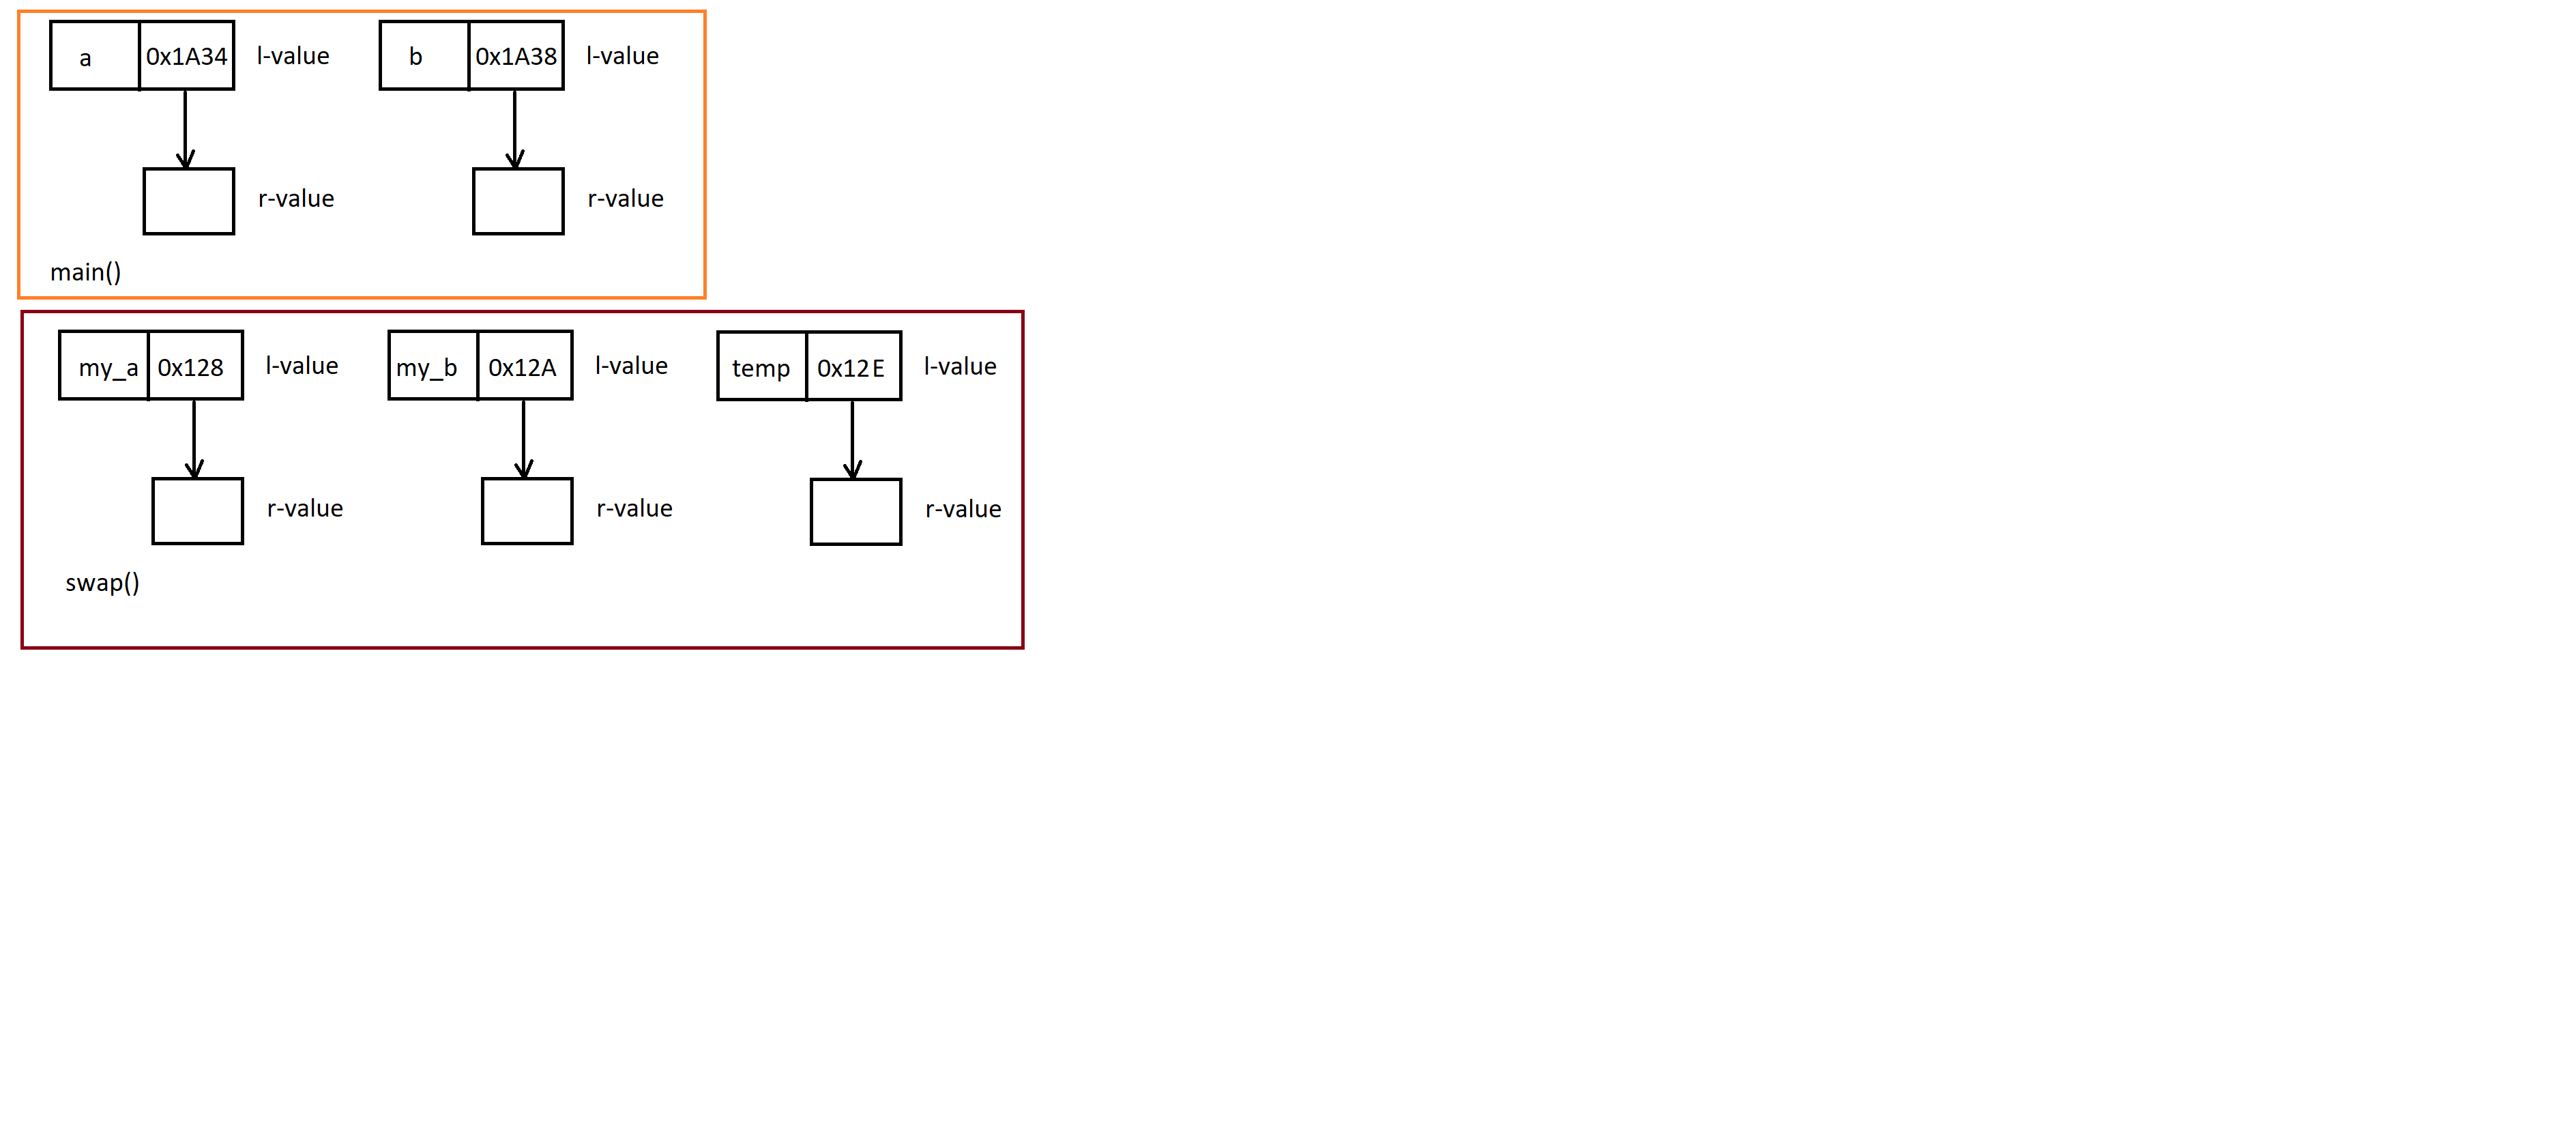 a 0x1A34 l-value b 0x1A38 l-value
r-value r-value
main()
my_a 0x128 l-value my_b 0x12A l-value temp 0x12E l-value
r-value r-value r-value
swap()